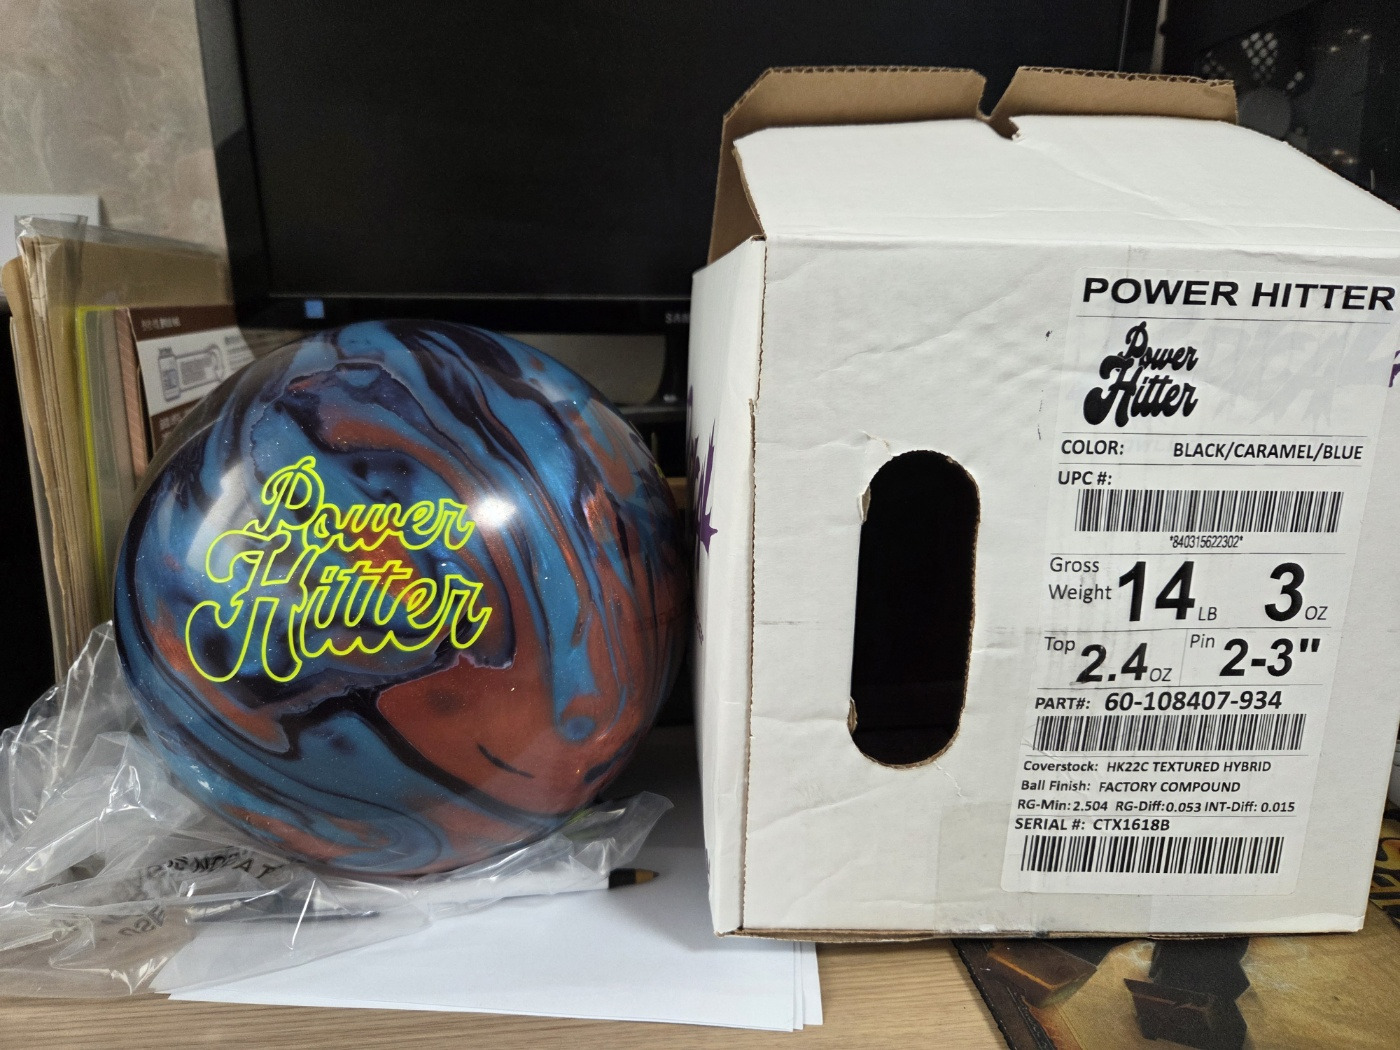 Power
Hitter
POWER HITTER
Power
Hitter
COLOR: BLACK/CARAMEL/BLUE
UPC #:
*840315622302*
Gross
Weight 14 LB 3 OZ
Top 2.4 OZ Pin 2-3"
PART#: 60-108407-934
Coverstock: HK22C TEXTURED HYBRID
Ball Finish: FACTORY COMPOUND
RG-Min: 2.504 RG-Diff: 0.053 INT-Diff: 0.015
SERIAL #: CTX1618B